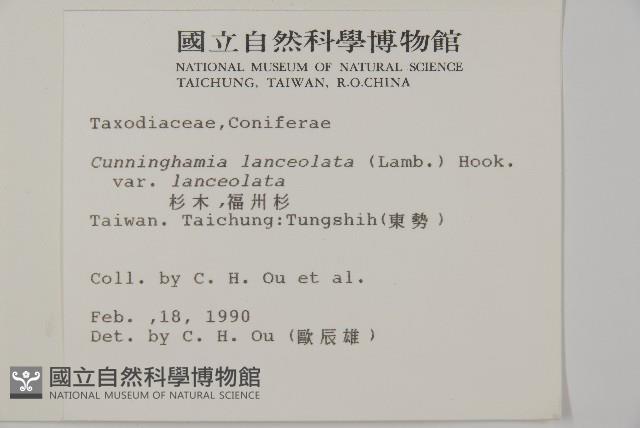 國立自然科學博物館
NATIONAL MUSEUM OF NATURAL SCIENCE
TAICHUNG, TAIWAN, R.O.CHINA
Taxodiaceae,Coniferae
Cunninghamia lanceolata (Lamb.) Hook.
var. lanceolata
杉木,福州杉
Taiwan. Taichung:Tungshih(東勢)
Coll. by C. H. Ou et al.
Feb. ,18, 1990
Det. by C. H. Ou (歐辰雄)
國立自然科學博物館
NATIONAL MUSEUM OF NATURAL SCIENCE